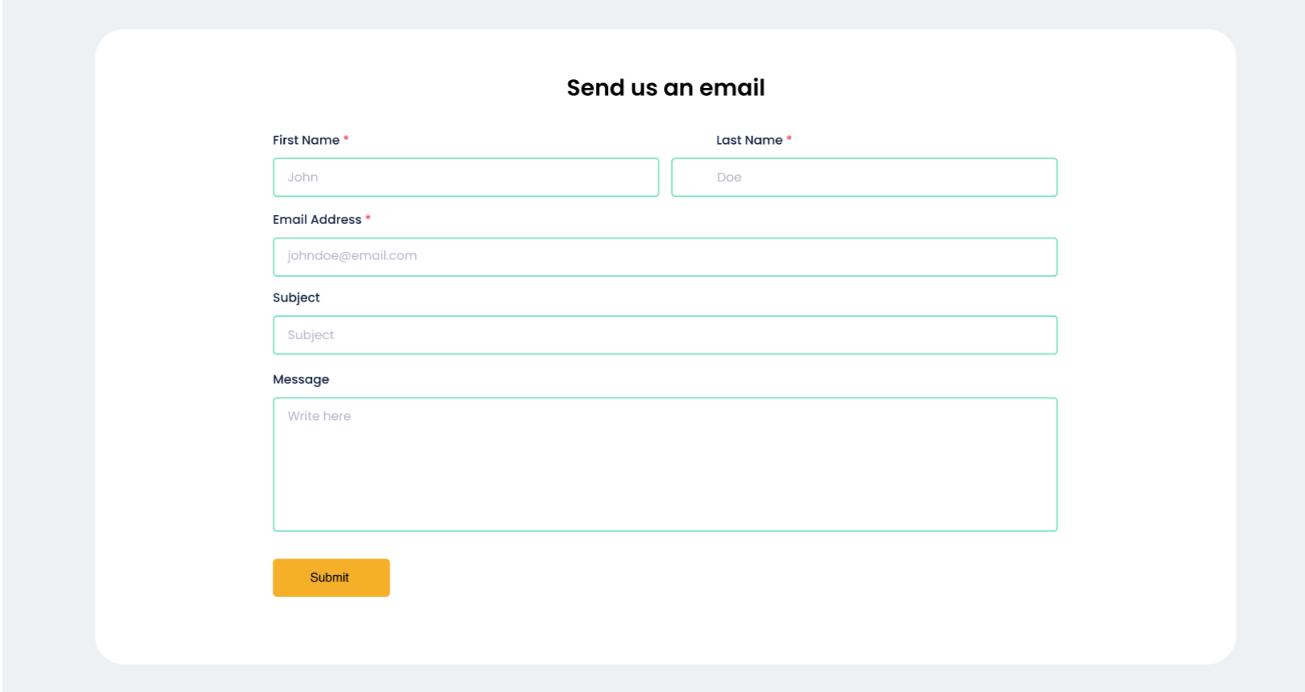 Send us an email
First Name * Last Name *
John Doe
Email Address *
johndoe@email.com
Subject
Subject
Message
Write here
Submit